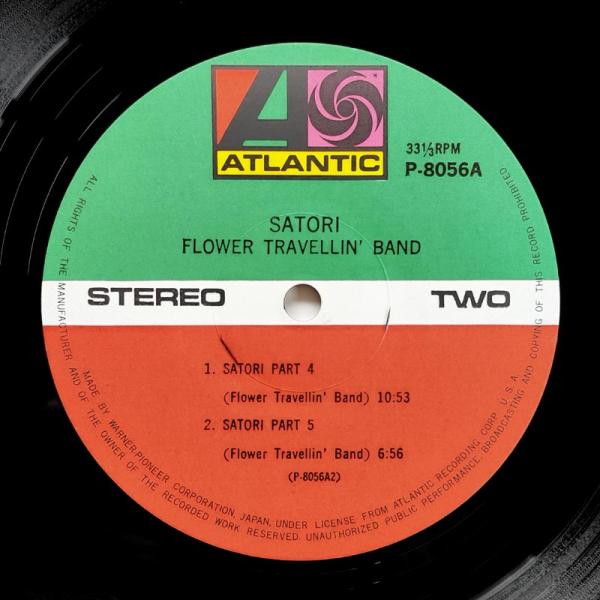 ATLANTIC
33⅓RPM
P-8056A
SATORI
FLOWER TRAVELLIN' BAND
STEREO
TWO
1. SATORI PART 4
(Flower Travellin' Band) 10:53
2. SATORI PART 5
(Flower Travellin' Band) 6:56
(P-8056A2)
MADE BY WARNER-PIONEER CORPORATION, JAPAN, UNDER LICENSE FROM ATLANTIC RECORDING CORP. U.S.A.
ALL RIGHTS OF THE MANUFACTURER AND OF THE OWNER OF THE RECORDED WORK RESERVED. UNAUTHORIZED PUBLIC PERFORMANCE, BROADCASTING AND COPYING OF THIS RECORD PROHIBITED